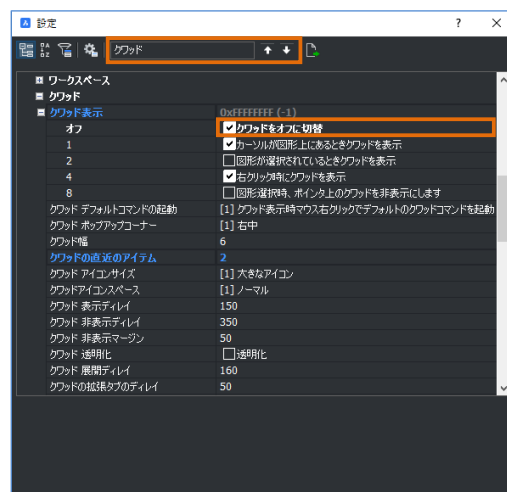 設定
クワッド
ワークスペース
クワッド
クワッド表示 0xFFFFFFFF (-1)
オフ クワッドをオフに切替
1 カーソルが図形上にあるときクワッドを表示
2 図形が選択されているときクワッドを表示
4 右クリック時にクワッドを表示
8 図形選択時、ポインタ上のクワッドを非表示にします
クワッド デフォルトコマンドの起動 [1] クワッド表示時マウス右クリックでデフォルトのクワッドコマンドを起動
クワッド ポップアップコーナー [1] 右中
クワッド幅 6
クワッドの直近のアイテム 2
クワッド アイコンサイズ [1] 大きなアイコン
クワッドアイコンスペース [1] ノーマル
クワッド 表示ディレイ 150
クワッド 非表示ディレイ 350
クワッド 非表示マージン 50
クワッド 透明化 透明化
クワッド 展開ディレイ 160
クワッドの拡張タブのディレイ 50